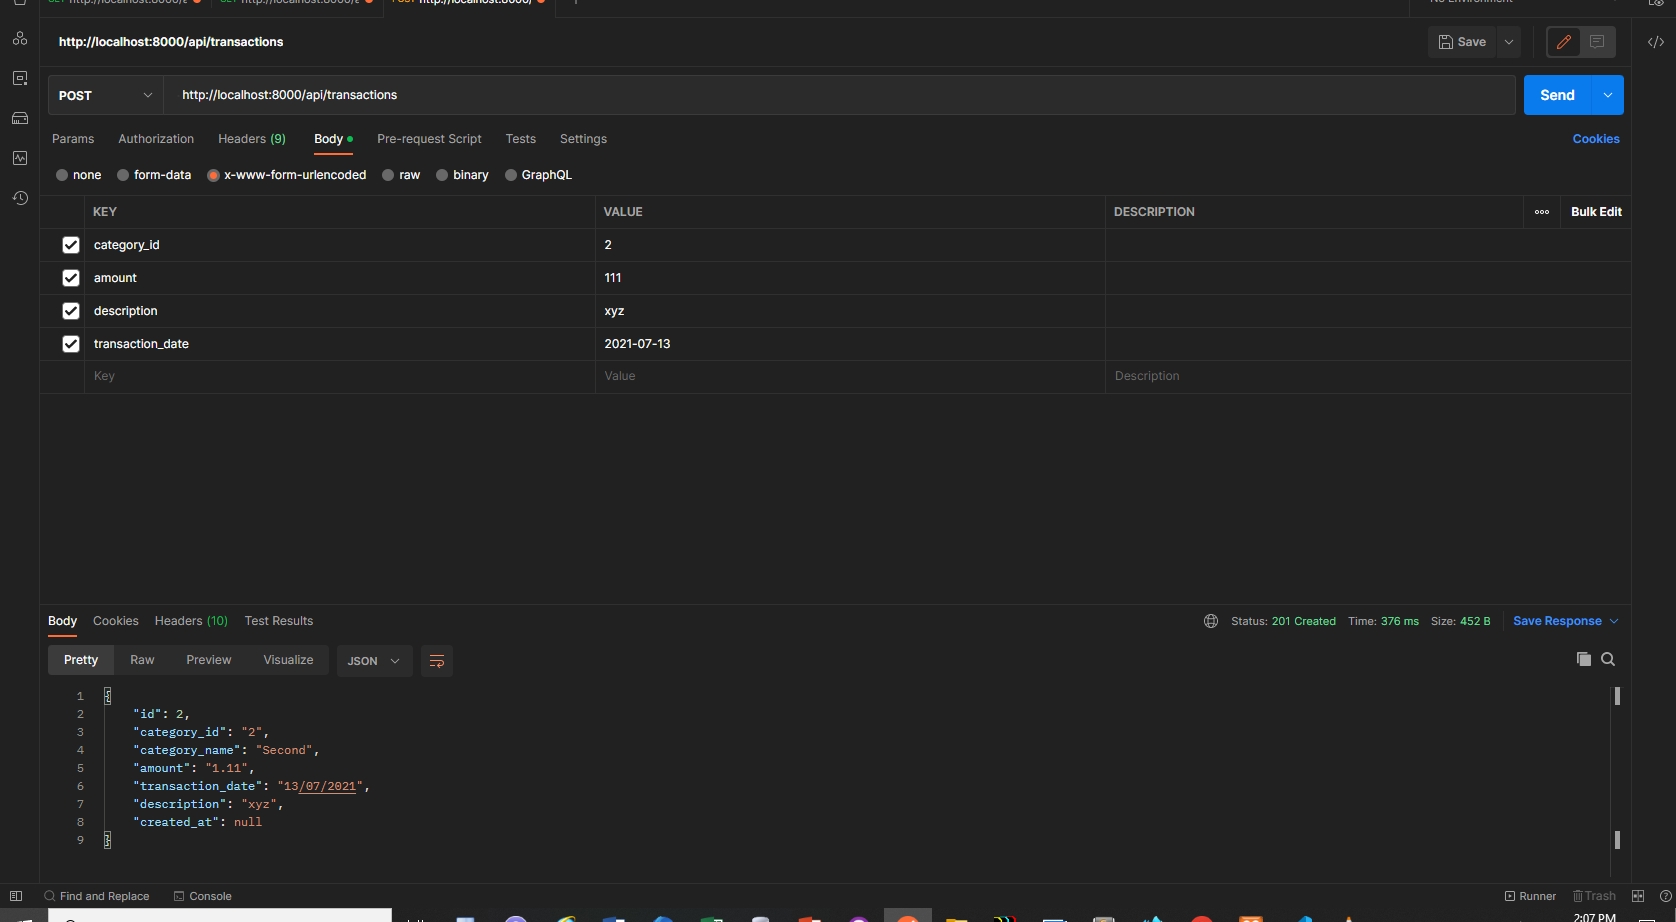 http://localhost:8000/api/transactions
Save
POST
http://localhost:8000/api/transactions
Send
Params Authorization Headers (9) Body Pre-request Script Tests Settings
Cookies
none form-data x-www-form-urlencoded raw binary GraphQL
KEY VALUE DESCRIPTION
Bulk Edit
category_id 2
amount 111
description xyz
transaction_date 2021-07-13
Key Value Description
Body Cookies Headers (10) Test Results
Status: 201 Created Time: 376 ms Size: 452 B Save Response
Pretty Raw Preview Visualize JSON
1 {
2 "id": 2,
3 "category_id": "2",
4 "category_name": "Second",
5 "amount": "1.11",
6 "transaction_date": "13/07/2021",
7 "description": "xyz",
8 "created_at": null
9 }
Find and Replace Console
Runner Trash
2:07 PM